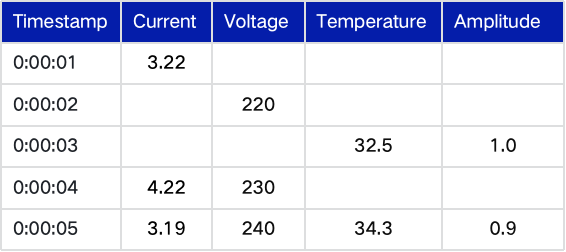 Timestamp Current Voltage Temperature Amplitude
0:00:01 3.22
0:00:02 220
0:00:03 32.5 1.0
0:00:04 4.22 230
0:00:05 3.19 240 34.3 0.9